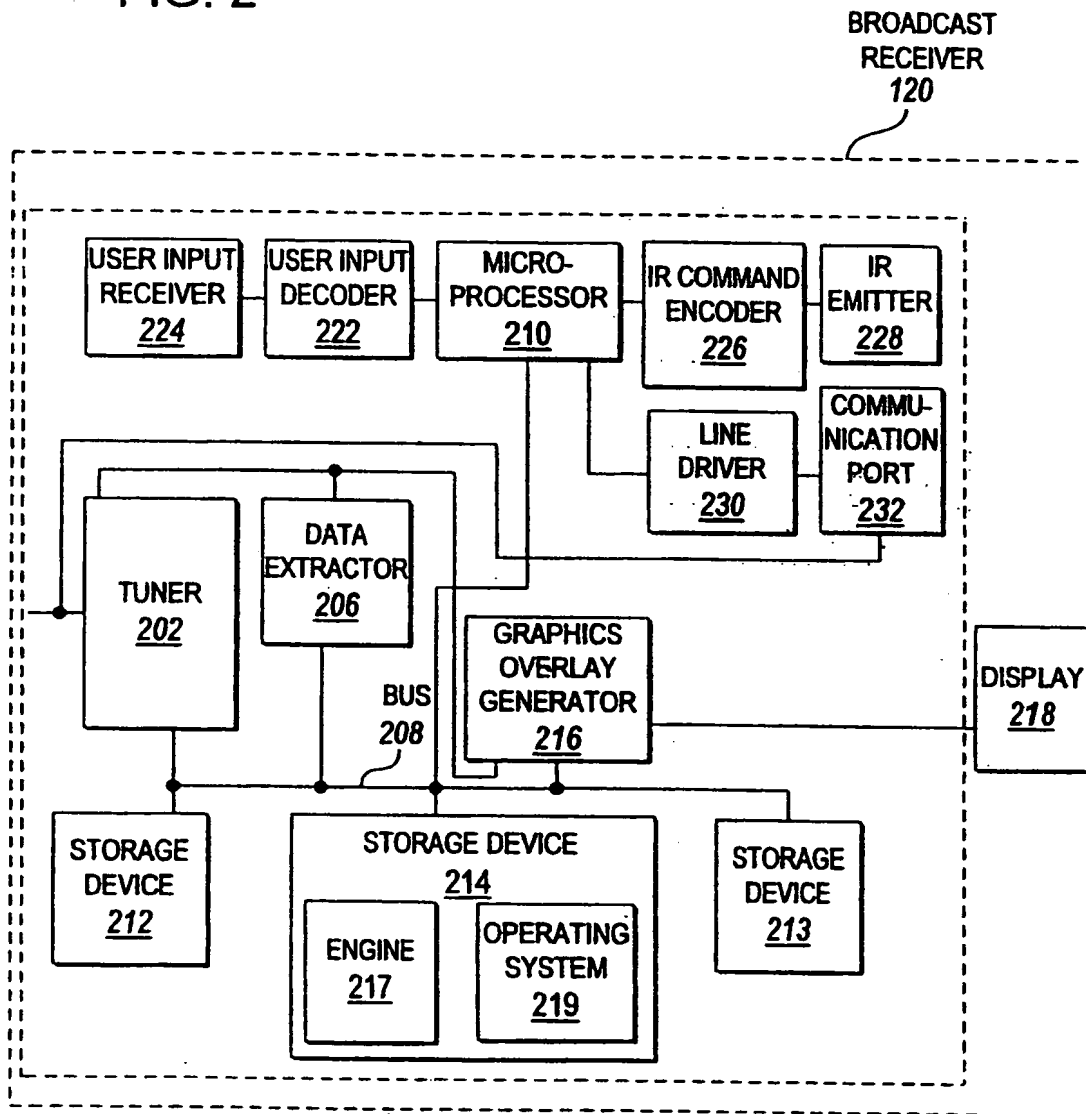 FIG. 2
BROADCAST
RECEIVER
120
USER INPUT
RECEIVER
224
USER INPUT
DECODER
222
MICRO-
PROCESSOR
210
IR COMMAND
ENCODER
226
IR
EMITTER
228
LINE
DRIVER
230
COMMU-
NICATION
PORT
232
TUNER
202
DATA
EXTRACTOR
206
GRAPHICS
OVERLAY
GENERATOR
216
DISPLAY
218
BUS
208
STORAGE
DEVICE
212
STORAGE DEVICE
214
ENGINE
217
OPERATING
SYSTEM
219
STORAGE
DEVICE
213